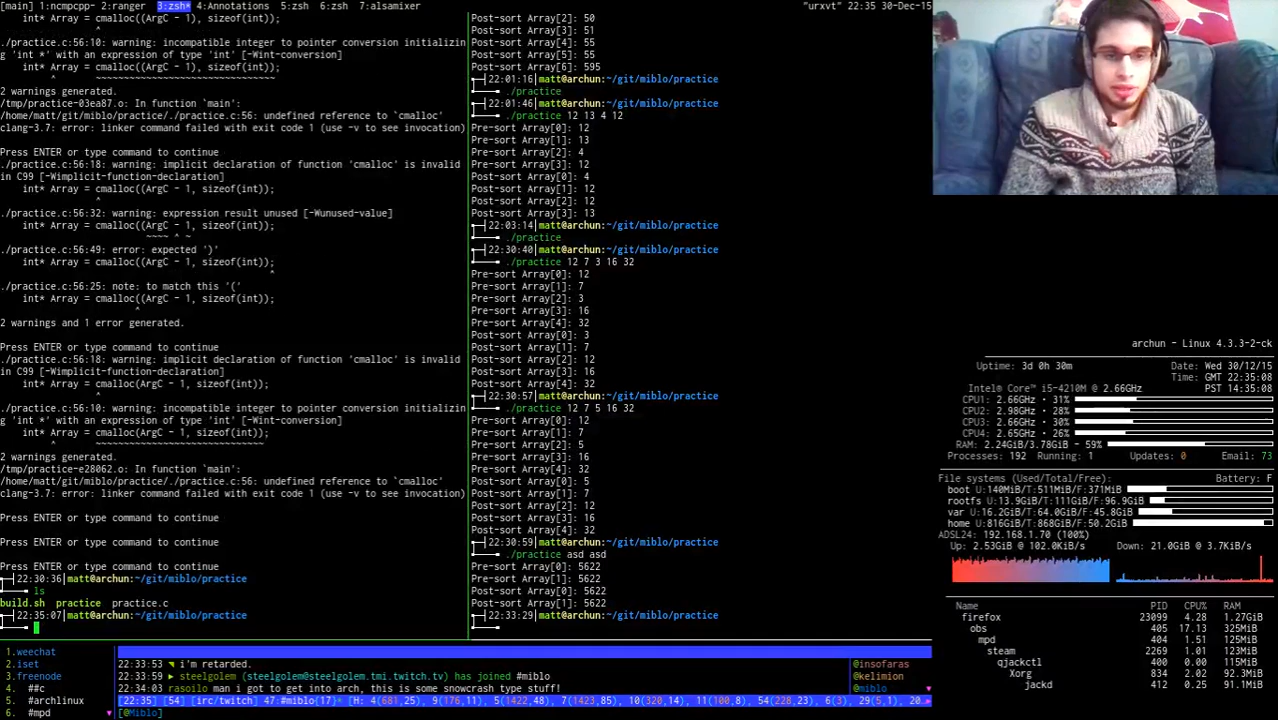 [main] 1:ncmpcpp- 2:ranger 3:zsh* 4:Annotations 5:zsh 6:zsh 7:alsamixer
"urxvt" 22:35 30-Dec-15
int* Array = cmalloc(ArgC - 1), sizeof(int);
^
./practice.c:56:10: warning: incompatible integer to pointer conversion initializin
g 'int *' with an expression of type 'int' [-Wint-conversion]
int* Array = cmalloc(ArgC - 1), sizeof(int);
^ ~~~~~~~~~~~~~~~~~~~~~~~~~~~~~~
2 warnings generated.
/tmp/practice-03ea87.o: In function `main':
/home/matt/git/miblo/practice/./practice.c:56: undefined reference to `cmalloc'
clang-3.7: error: linker command failed with exit code 1 (use -v to see invocation)
Press ENTER or type command to continue
./practice.c:56:18: warning: implicit declaration of function 'cmalloc' is invalid
in C99 [-Wimplicit-function-declaration]
int* Array = cmalloc((ArgC - 1, sizeof(int));
^
./practice.c:56:32: warning: expression result unused [-Wunused-value]
int* Array = cmalloc((ArgC - 1, sizeof(int));
~~~~ ^ ~
./practice.c:56:49: error: expected ')'
int* Array = cmalloc((ArgC - 1, sizeof(int));
^
./practice.c:56:25: note: to match this '('
int* Array = cmalloc((ArgC - 1, sizeof(int));
^
2 warnings and 1 error generated.
Press ENTER or type command to continue
./practice.c:56:18: warning: implicit declaration of function 'cmalloc' is invalid
in C99 [-Wimplicit-function-declaration]
int* Array = cmalloc(ArgC - 1, sizeof(int));
^
./practice.c:56:10: warning: incompatible integer to pointer conversion initializin
g 'int *' with an expression of type 'int' [-Wint-conversion]
int* Array = cmalloc(ArgC - 1, sizeof(int));
^ ~~~~~~~~~~~~~~~~~~~~~~~~~~~~~~
2 warnings generated.
/tmp/practice-e28062.o: In function `main':
/home/matt/git/miblo/practice/./practice.c:56: undefined reference to `cmalloc'
clang-3.7: error: linker command failed with exit code 1 (use -v to see invocation)
Press ENTER or type command to continue
Press ENTER or type command to continue
Press ENTER or type command to continue
22:30:36|matt@archun:~/git/miblo/practice
ls
build.sh practice practice.c
22:35:07|matt@archun:~/git/miblo/practice
Post-sort Array[2]: 50
Post-sort Array[3]: 51
Post-sort Array[4]: 55
Post-sort Array[5]: 55
Post-sort Array[6]: 595
22:01:16|matt@archun:~/git/miblo/practice
./practice
22:01:46|matt@archun:~/git/miblo/practice
./practice 12 13 4 12
Pre-sort Array[0]: 12
Pre-sort Array[1]: 13
Pre-sort Array[2]: 4
Pre-sort Array[3]: 12
Post-sort Array[0]: 4
Post-sort Array[1]: 12
Post-sort Array[2]: 12
Post-sort Array[3]: 13
22:03:14|matt@archun:~/git/miblo/practice
./practice
22:30:40|matt@archun:~/git/miblo/practice
./practice 12 7 3 16 32
Pre-sort Array[0]: 12
Pre-sort Array[1]: 7
Pre-sort Array[2]: 3
Pre-sort Array[3]: 16
Pre-sort Array[4]: 32
Post-sort Array[0]: 3
Post-sort Array[1]: 7
Post-sort Array[2]: 12
Post-sort Array[3]: 16
Post-sort Array[4]: 32
22:30:57|matt@archun:~/git/miblo/practice
./practice 12 7 5 16 32
Pre-sort Array[0]: 12
Pre-sort Array[1]: 7
Pre-sort Array[2]: 5
Pre-sort Array[3]: 16
Pre-sort Array[4]: 32
Post-sort Array[0]: 5
Post-sort Array[1]: 7
Post-sort Array[2]: 12
Post-sort Array[3]: 16
Post-sort Array[4]: 32
22:30:59|matt@archun:~/git/miblo/practice
./practice asd asd
Pre-sort Array[0]: 5622
Pre-sort Array[1]: 5622
Post-sort Array[0]: 5622
Post-sort Array[1]: 5622
22:33:29|matt@archun:~/git/miblo/practice
archun - Linux 4.3.3-2-ck
Uptime: 3d 0h 30m Date: Wed 30/12/15
Time: GMT 22:35:08
Intel® Core™ i5-4210M @ 2.66GHz PST 14:35:08
CPU1: 2.66GHz • 31%
CPU2: 2.98GHz • 28%
CPU3: 2.66GHz • 30%
CPU4: 2.65GHz • 26%
RAM: 2.24GiB/3.78GiB - 59%
Processes: 192 Running: 1 Updates: 0 Email: 73
File systems (Used/Total/Free): Battery: F
boot U:140MiB/T:511MiB/F:371MiB
rootfs U:13.9GiB/T:111GiB/F:96.9GiB
var U:16.2GiB/T:64.0GiB/F:45.8GiB
home U:816GiB/T:868GiB/F:50.2GiB
ADSL24: 192.168.1.70 (100%)
Up: 2.53GiB @ 102.0KiB/s Down: 21.0GiB @ 3.7KiB/s
Name PID CPU% RAM
firefox 23099 4.28 1.27GiB
obs 405 17.13 325MiB
mpd 404 1.51 125MiB
steam 2269 1.01 123MiB
qjackctl 400 0.00 115MiB
Xorg 834 2.02 92.3MiB
jackd 412 0.25 91.1MiB
1.weechat
2.iset
3.freenode
4. ##c
5. #archlinux
6. #mpd
22:33:53 i'm retarded.
22:33:59 steelgolem (steelgolem@steelgolem.tmi.twitch.tv) has joined #miblo
22:34:03 rasoilo man i got to get into arch, this is some snowcrash type stuff!
[22:35] [54] [irc/twitch] 47:#miblo(17) [H: 4(681,25), 9(176,11), 5(1422,48), 7(1423,85), 10(320,14), 11(100,8), 54(228,23), 6(3), 29(5,1), 20
[@Miblo]
@insofaras
@kelimion
@miblo